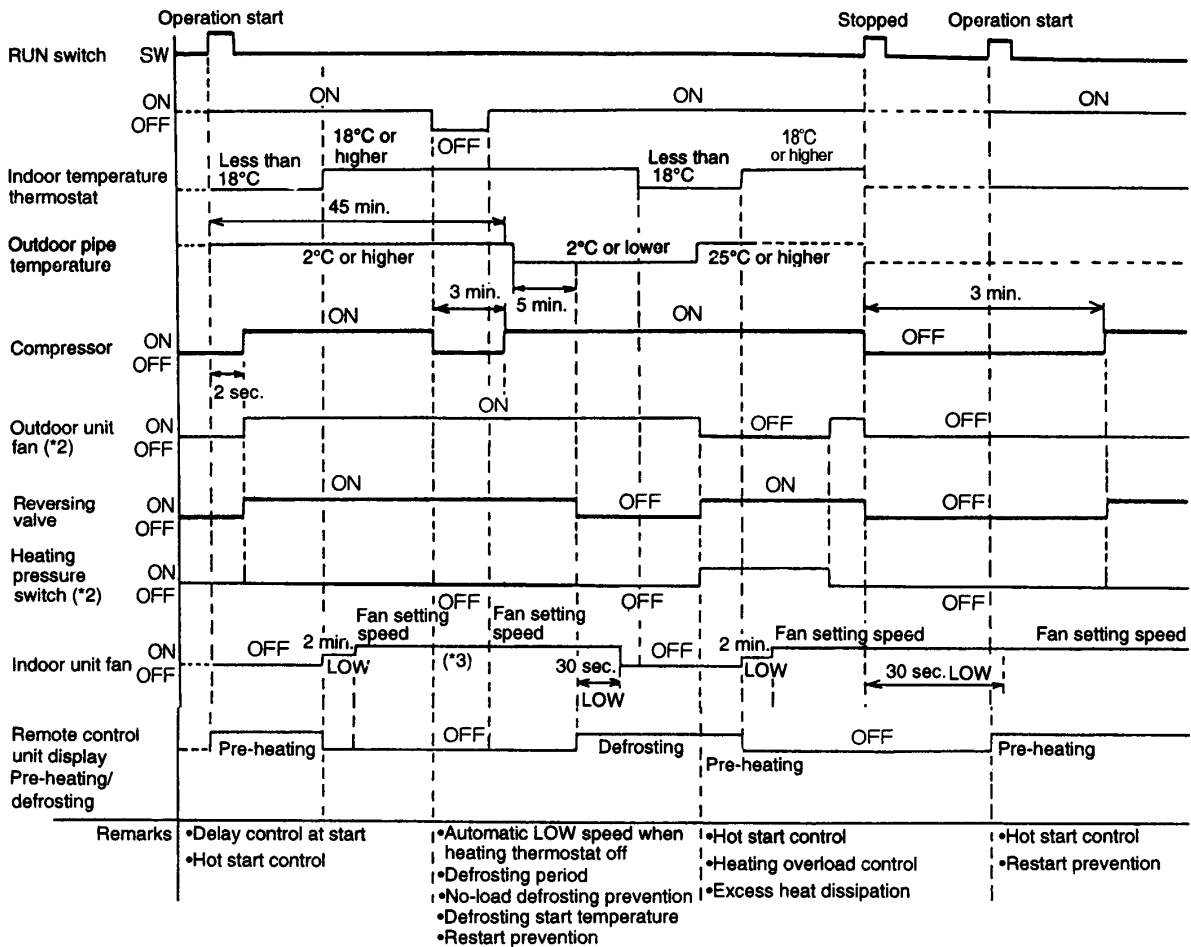 Operation start
Stopped
Operation start
RUN switch SW
ON
OFF
ON
OFF
ON
ON
Indoor temperature
thermostat
Less than
18°C
18°C or
higher
Less than
18°C
18°C
or higher
45 min.
Outdoor pipe
temperature
2°C or higher
2°C or lower
25°C or higher
5 min.
3 min.
3 min.
Compressor
ON
OFF
ON
ON
OFF
2 sec.
Outdoor unit
fan (*2)
ON
OFF
ON
OFF
OFF
Reversing
valve
ON
OFF
ON
OFF
ON
OFF
Heating
pressure
switch (*2)
ON
OFF
OFF
OFF
OFF
Indoor unit fan
ON
OFF
OFF
2 min.
LOW
Fan setting
speed
(*3)
Fan setting
speed
30 sec.
LOW
OFF
2 min.
LOW
Fan setting speed
30 sec. LOW
Fan setting speed
Remote control
unit display
Pre-heating/
defrosting
Pre-heating
OFF
Defrosting
Pre-heating
OFF
Pre-heating
Remarks
•Delay control at start
•Hot start control
•Automatic LOW speed when
heating thermostat off
•Defrosting period
•No-load defrosting prevention
•Defrosting start temperature
•Restart prevention
•Hot start control
•Heating overload control
•Excess heat dissipation
•Hot start control
•Restart prevention